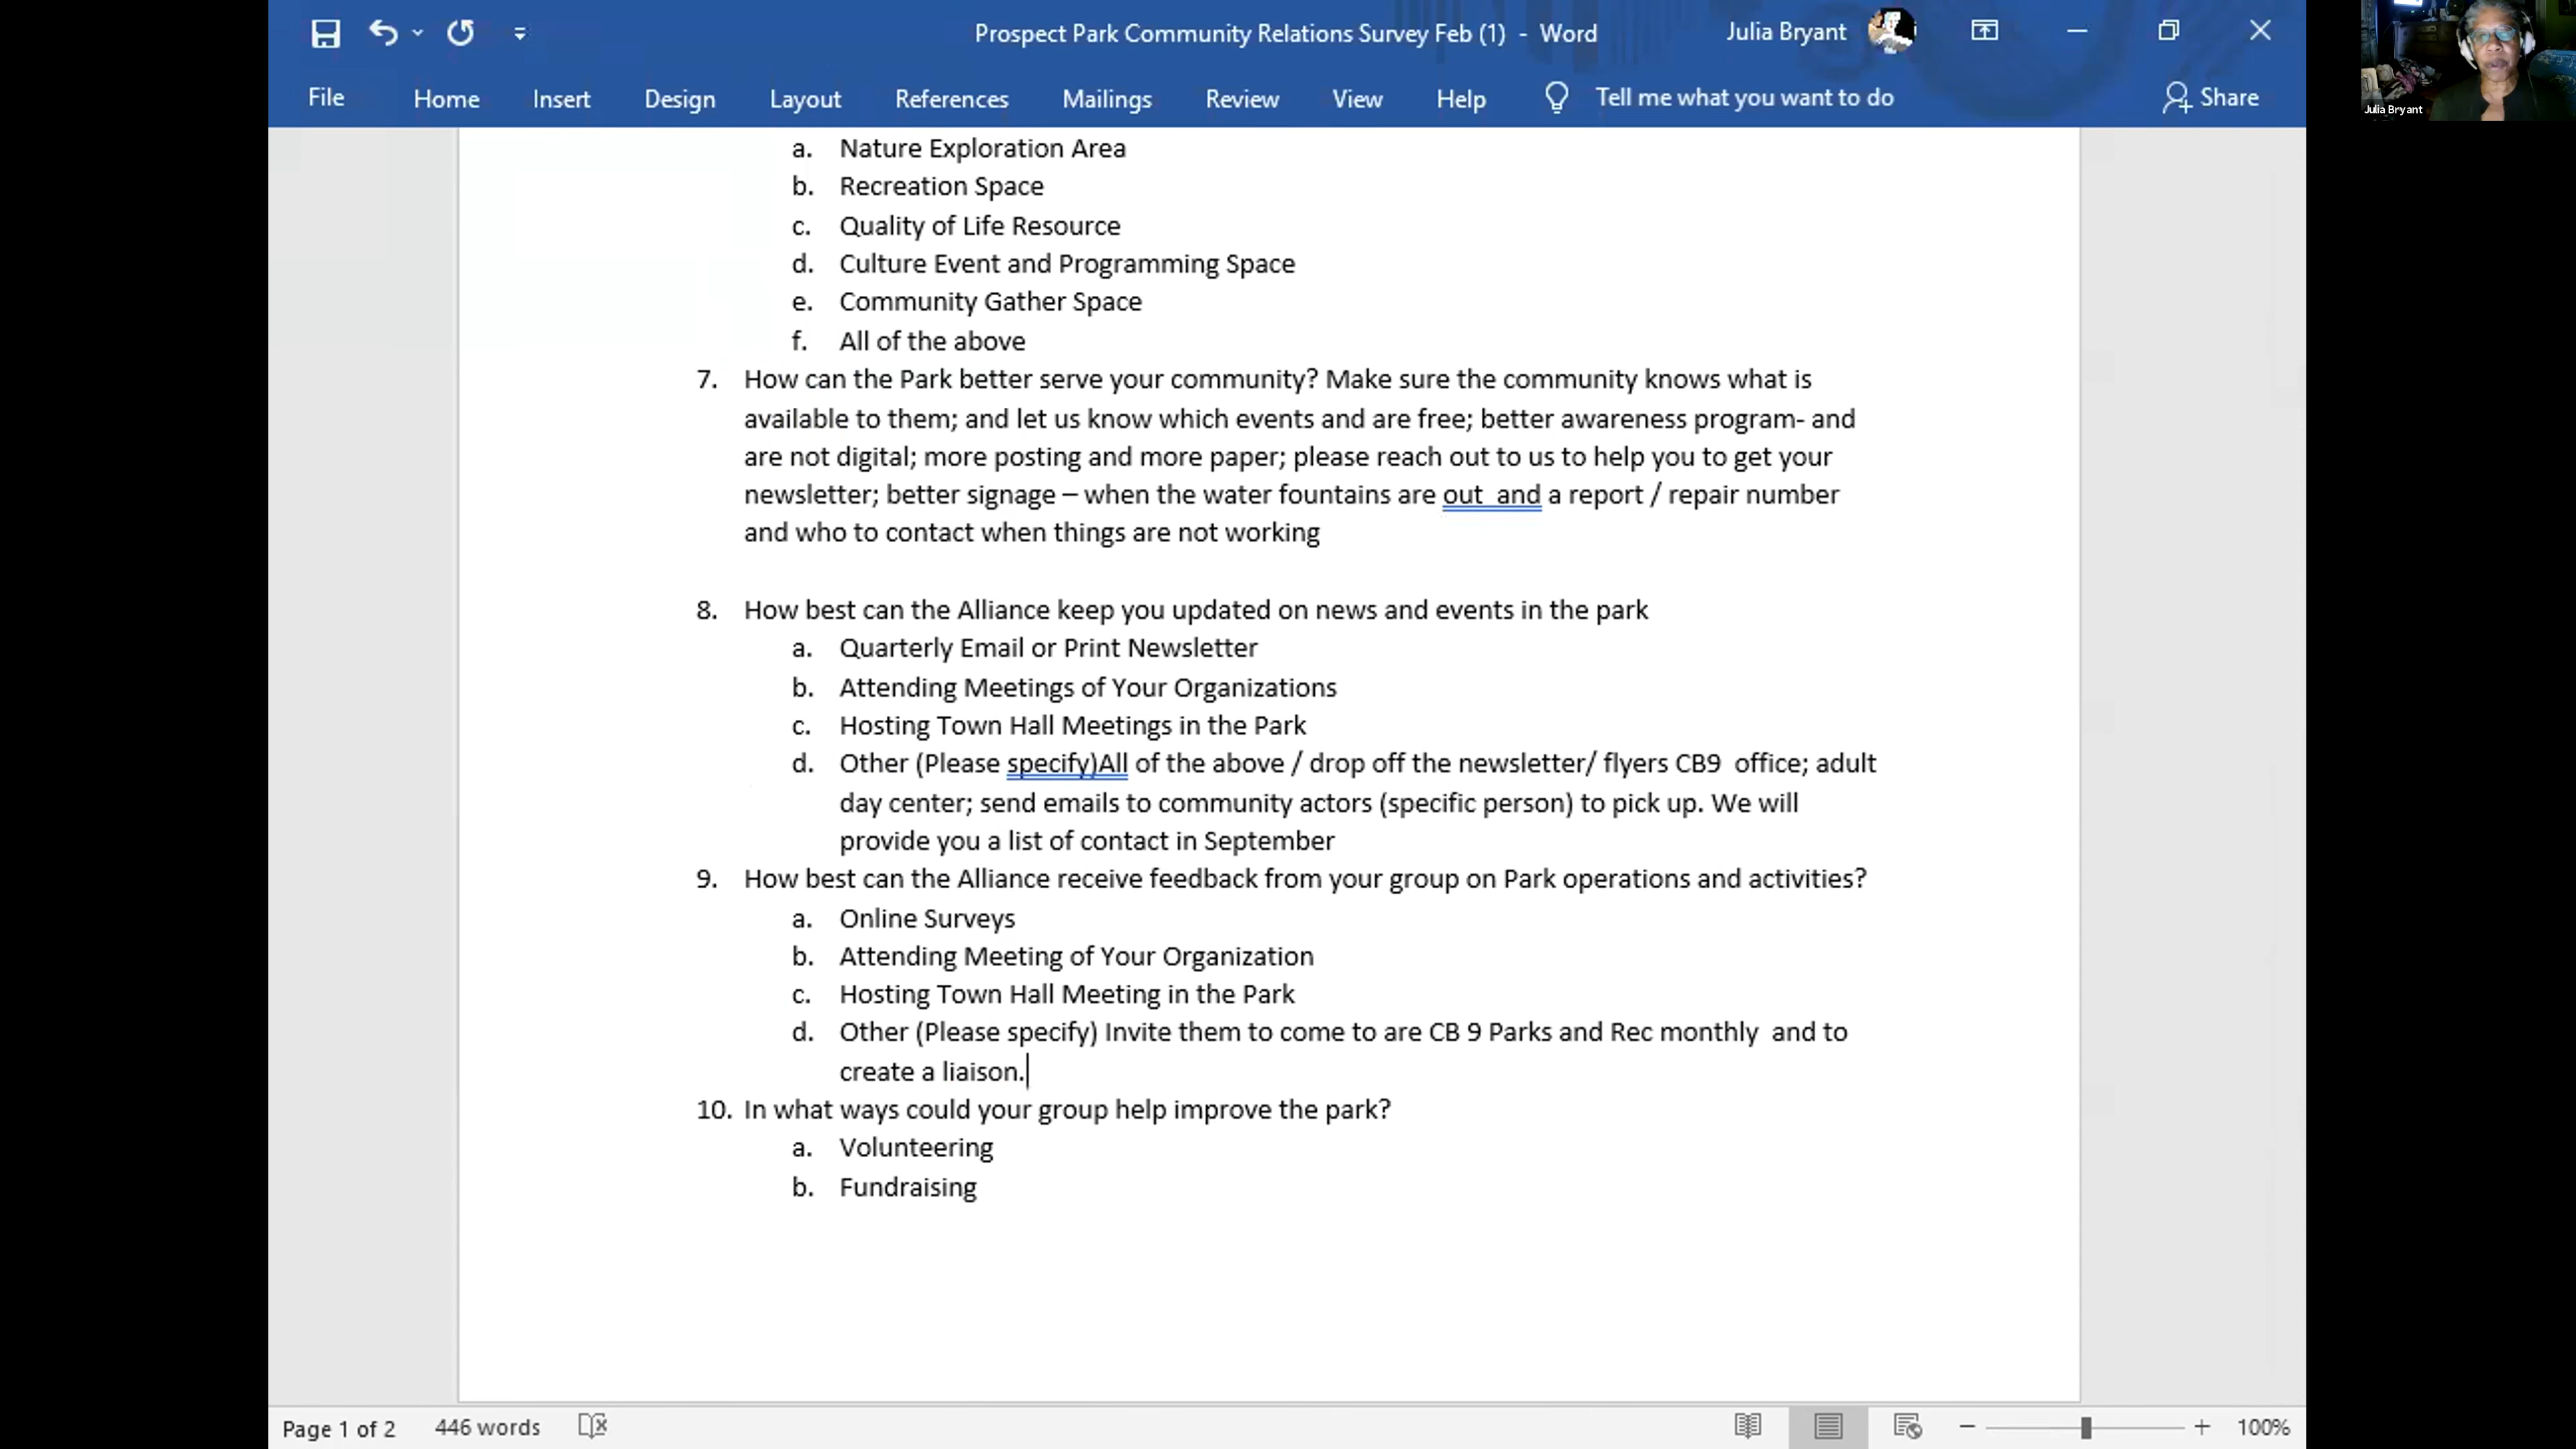 Prospect Park Community Relations Survey Feb (1) - Word
Julia Bryant
File Home Insert Design Layout References Mailings Review View Help Tell me what you want to do Share
Julia Bryant
a. Nature Exploration Area
b. Recreation Space
c. Quality of Life Resource
d. Culture Event and Programming Space
e. Community Gather Space
f. All of the above
7. How can the Park better serve your community? Make sure the community knows what is
available to them; and let us know which events and are free; better awareness program- and
are not digital; more posting and more paper; please reach out to us to help you to get your
newsletter; better signage – when the water fountains are out  and a report / repair number
and who to contact when things are not working
8. How best can the Alliance keep you updated on news and events in the park
a. Quarterly Email or Print Newsletter
b. Attending Meetings of Your Organizations
c. Hosting Town Hall Meetings in the Park
d. Other (Please specify)All of the above / drop off the newsletter/ flyers CB9  office; adult
day center; send emails to community actors (specific person) to pick up. We will
provide you a list of contact in September
9. How best can the Alliance receive feedback from your group on Park operations and activities?
a. Online Surveys
b. Attending Meeting of Your Organization
c. Hosting Town Hall Meeting in the Park
d. Other (Please specify) Invite them to come to are CB 9 Parks and Rec monthly  and to
create a liaison.
10. In what ways could your group help improve the park?
a. Volunteering
b. Fundraising
Page 1 of 2 446 words 100%